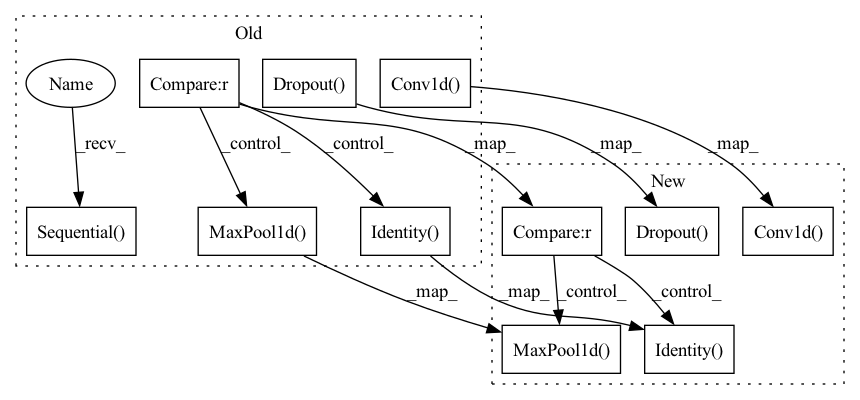 Old
Name
Compare:r
Dropout()
Conv1d()
_recv_
_control_
_control_
_map_
_map_
_map_
New
Sequential()
MaxPool1d()
Identity()
Compare:r
Dropout()
Conv1d()
_map_
_map_
_control_
_control_
MaxPool1d()
Identity()